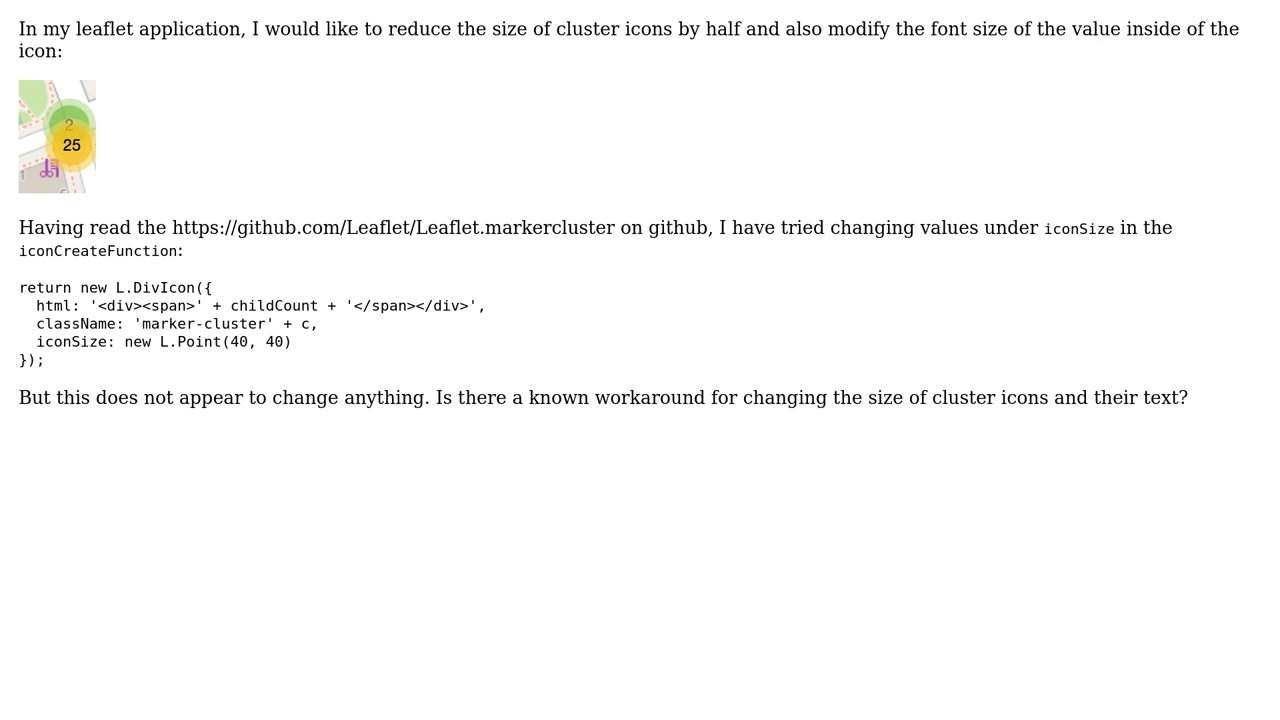 In my leaflet application, I would like to reduce the size of cluster icons by half and also modify the font size of the value inside of the
icon:
2
25
1
Having read the https://github.com/Leaflet/Leaflet.markercluster on github, I have tried changing values under iconSize in the
iconCreateFunction:
return new L.DivIcon({
  html: '<div><span>' + childCount + '</span></div>',
  className: 'marker-cluster' + c,
  iconSize: new L.Point(40, 40)
});
But this does not appear to change anything. Is there a known workaround for changing the size of cluster icons and their text?